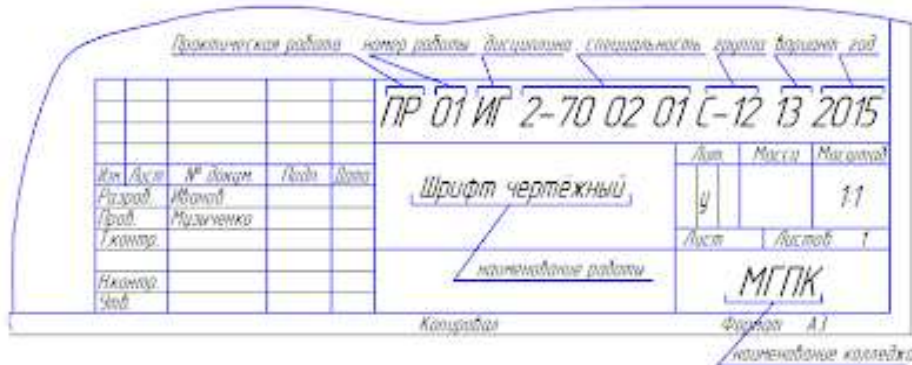 Практическая работа номер работы дисциплина специальность группа вариант год
ПР 01 ИГ 2-70 02 01 С-12 13 2015
Изм. Лист № докум. Подп. Дата
Разраб. Иванов
Пров. Музыченко
Т.контр.
Н.контр.
Утв.
Шрифт чертёжный
наименование работы
Лит. Масса Масштаб
у 1:1
Лист Листов 1
МГПК
Копировал Формат
наименование колледжа